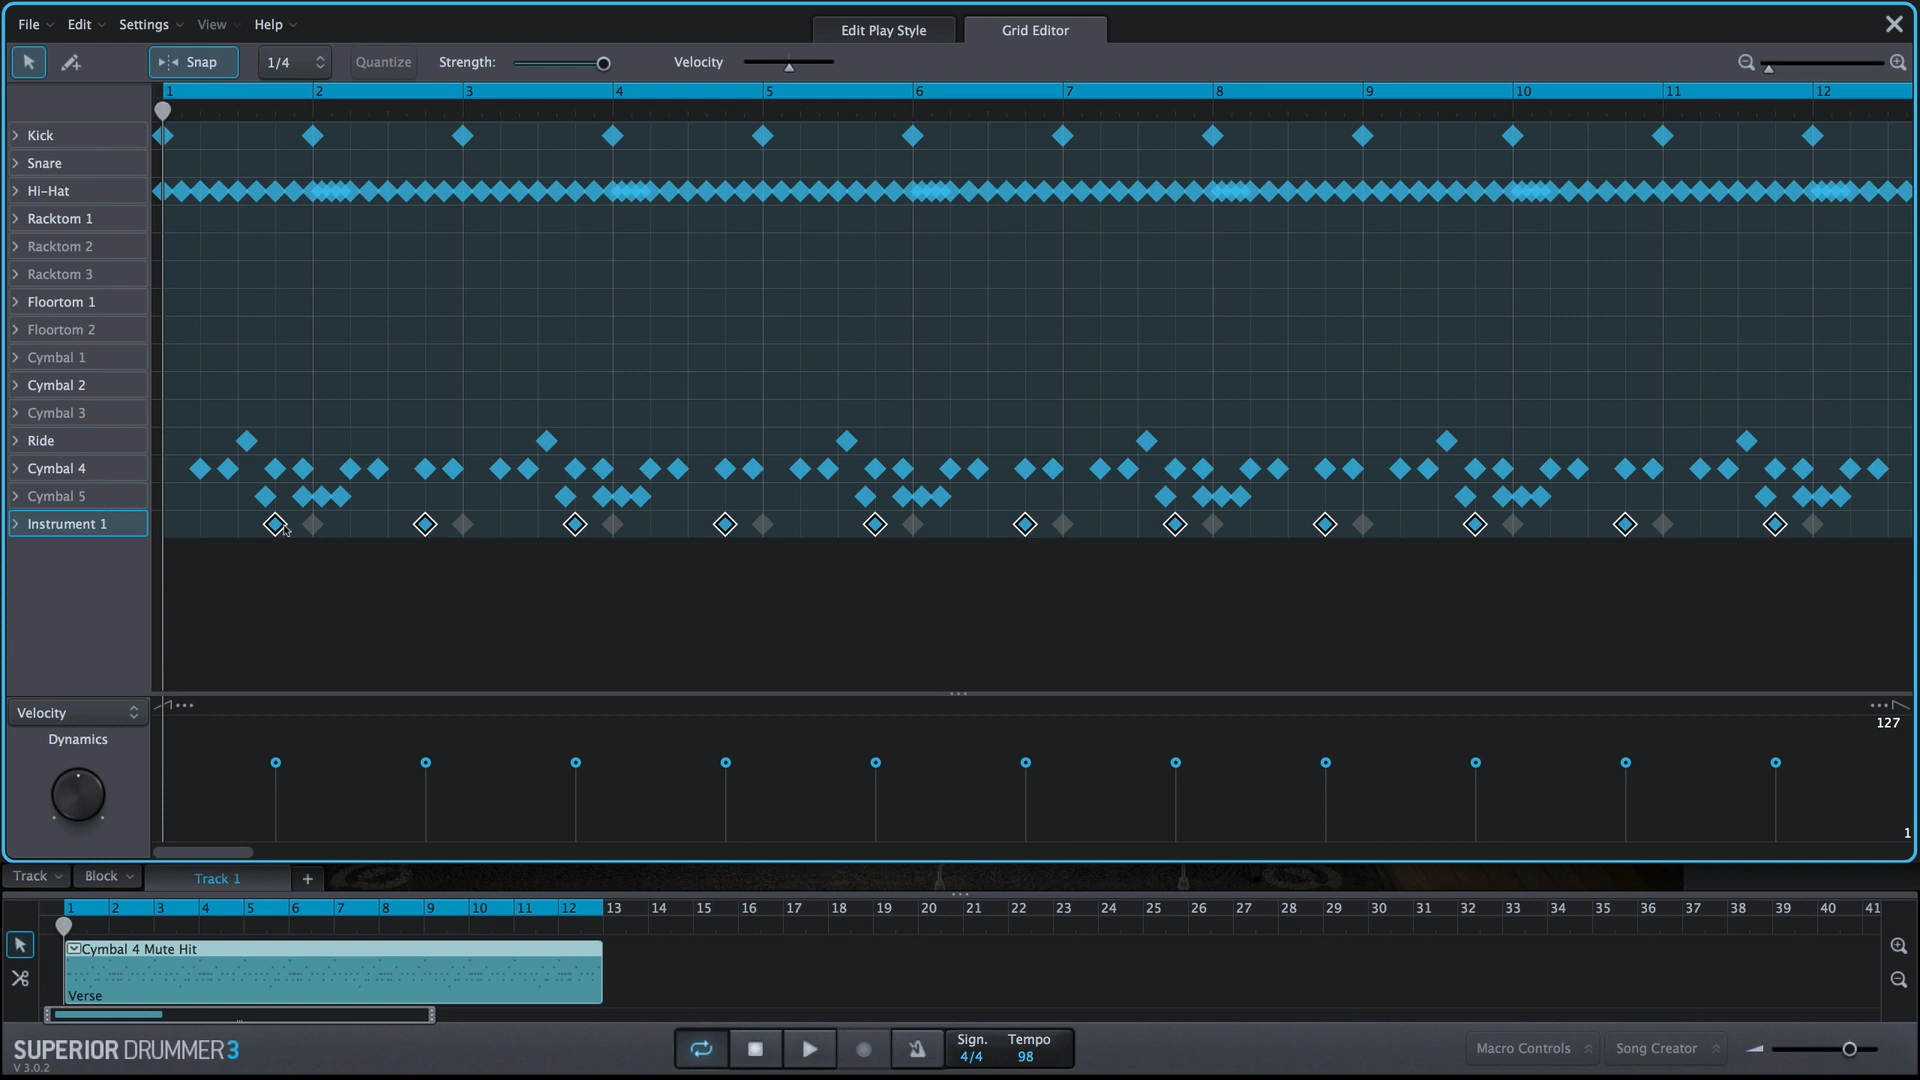 File Edit Settings View Help
Edit Play Style Grid Editor
Snap 1/4 Quantize Strength: Velocity
1 2 3 4 5 6 7 8 9 10 11 12
Kick
Snare
Hi-Hat
Racktom 1
Racktom 2
Racktom 3
Floortom 1
Floortom 2
Cymbal 1
Cymbal 2
Cymbal 3
Ride
Cymbal 4
Cymbal 5
Instrument 1
Velocity
127
Dynamics
1
Track Block Track 1 +
1 2 3 4 5 6 7 8 9 10 11 12 13 14 15 16 17 18 19 20 21 22 23 24 25 26 27 28 29 30 31 32 33 34 35 36 37 38 39 40 41
Cymbal 4 Mute Hit
Verse
SUPERIOR DRUMMER 3
V 3.0.2
Sign. Tempo
4/4 98
Macro Controls Song Creator